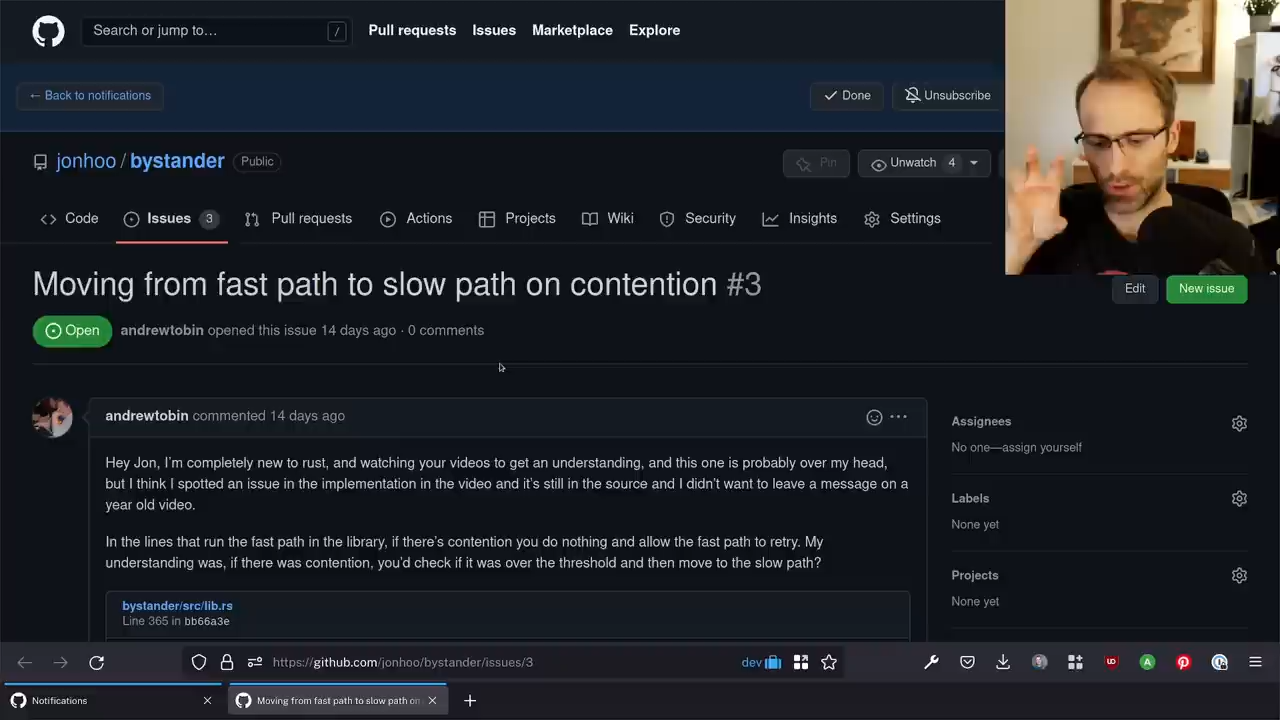 Search or jump to…
/
Pull requests
Issues
Marketplace
Explore
← Back to notifications
Done
Unsubscribe
jonhoo / bystander
Public
Pin
Unwatch 4
Code
Issues 3
Pull requests
Actions
Projects
Wiki
Security
Insights
Settings
Moving from fast path to slow path on contention #3
Edit
New issue
Open
andrewtobin opened this issue 14 days ago · 0 comments
andrewtobin commented 14 days ago
Hey Jon, I'm completely new to rust, and watching your videos to get an understanding, and this one is probably over my head,
but I think I spotted an issue in the implementation in the video and it's still in the source and I didn't want to leave a message on a
year old video.
In the lines that run the fast path in the library, if there's contention you do nothing and allow the fast path to retry. My
understanding was, if there was contention, you'd check if it was over the threshold and then move to the slow path?
bystander/src/lib.rs
Line 365 in bb66a3e
Assignees
No one—assign yourself
Labels
None yet
Projects
None yet
https://github.com/jonhoo/bystander/issues/3
dev
Notifications
Moving from fast path to slow path on